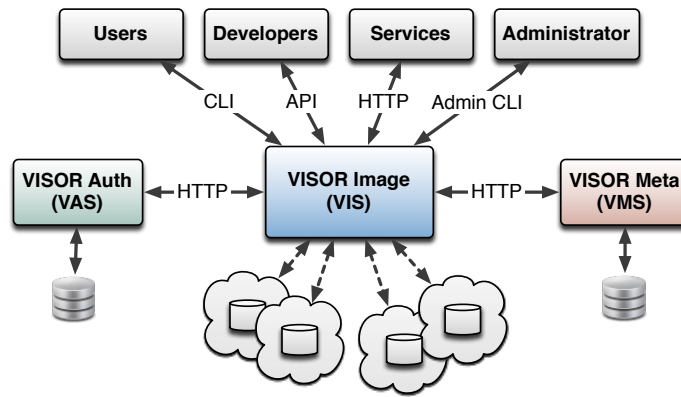 Users
Developers
Services
Administrator
CLI
API
HTTP
Admin CLI
VISOR Auth
(VAS)
HTTP
VISOR Image
(VIS)
HTTP
VISOR Meta
(VMS)